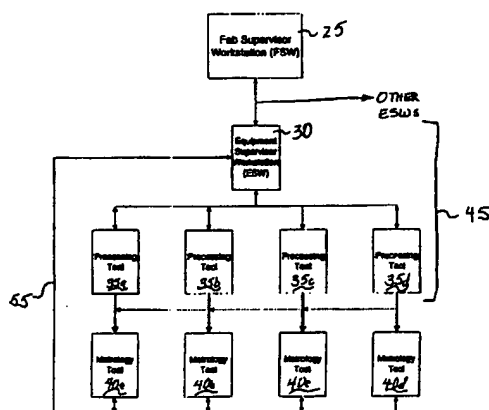 Fab Supervisor
Workstation (FSW)
25
OTHER
ESWs
30
Equipment
Supervisor
Workstation
(ESW)
45
Processing
Tool
35a
Processing
Tool
35b
Processing
Tool
35c
Processing
Tool
35d
55
Metrology
Tool
40a
Metrology
Tool
40b
Metrology
Tool
40c
Metrology
Tool
40d